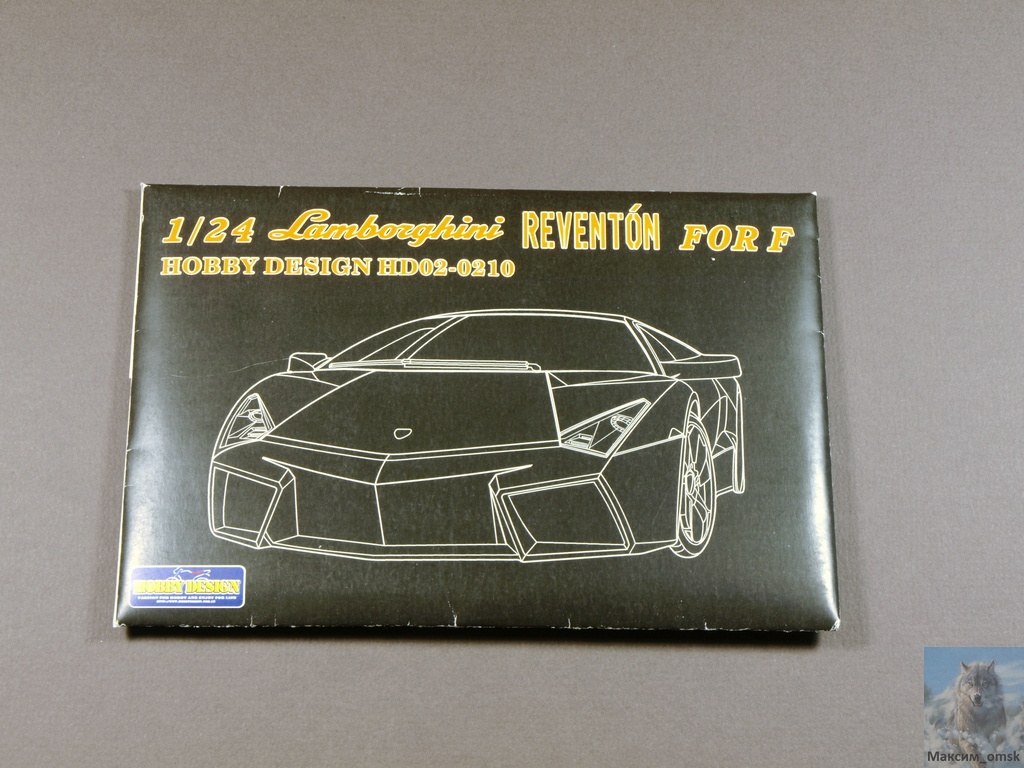 1/24 Lamborghini REVENTÓN FOR F
HOBBY DESIGN HD02-0210
HOBBY DESIGN
Максим_omsk